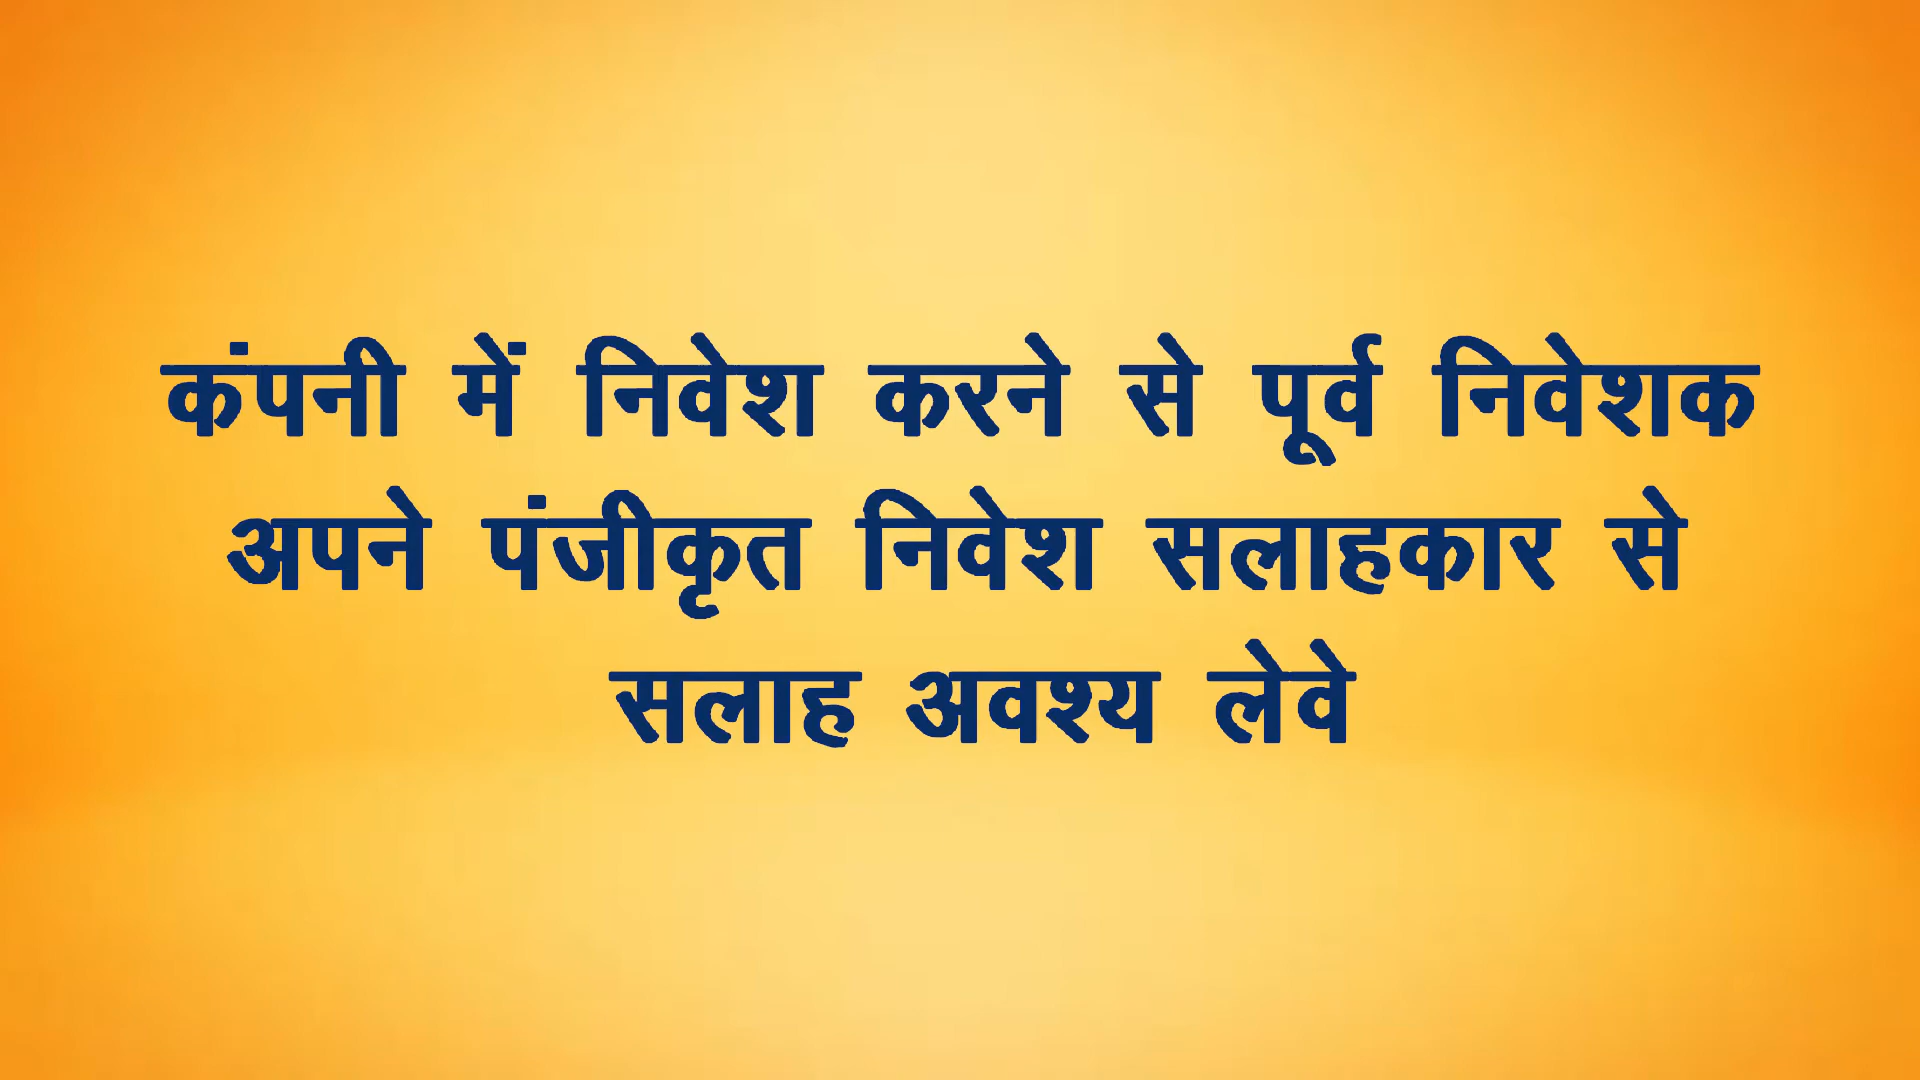 कंपनी में निवेश करने से पूर्व निवेशक
अपने पंजीकृत निवेश सलाहकार से
सलाह अवश्य लेवे